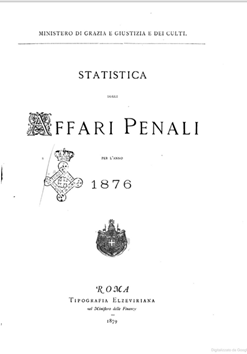 MINISTERO DI GRAZIA E GIUSTIZIA E DEI CULTI.
STATISTICA
DEGLI
AFFARI PENALI
PER L'ANNO
1876
ROMA
TIPOGRAFIA ELZEVIRIANA
nel Ministero delle Finanze
1879